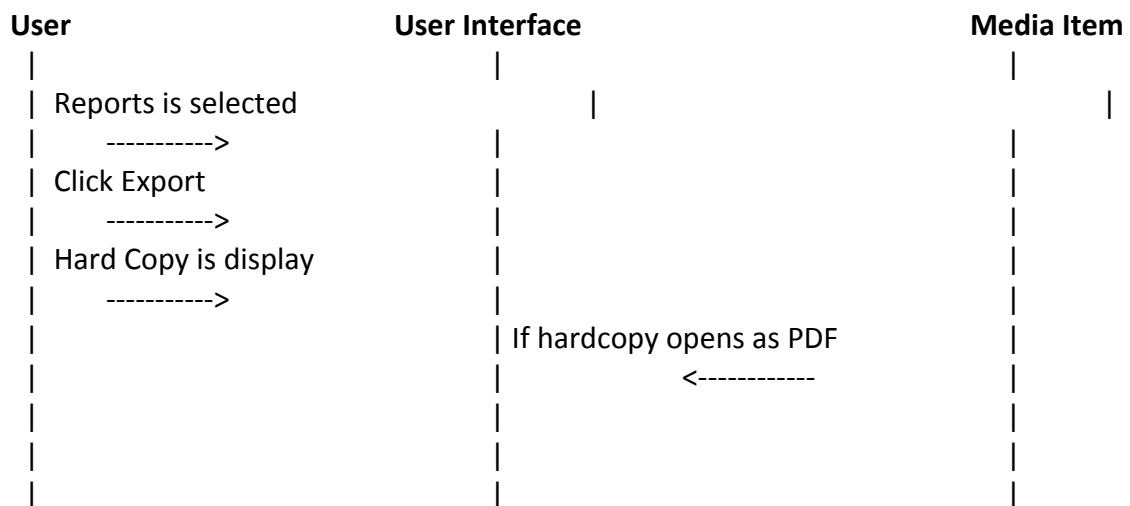 User User Interface Media Item
| | |
| Reports is selected | |
| -----------> | |
| Click Export | |
| -----------> | |
| Hard Copy is display | |
| -----------> | |
| | If hardcopy opens as PDF |
| | <------------ |
| | |
| | |
| | |